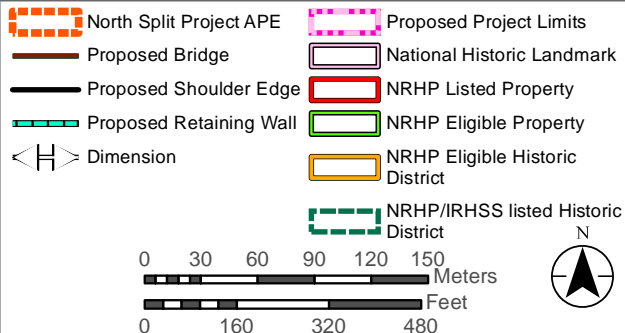 North Split Project APE
Proposed Bridge
Proposed Shoulder Edge
Proposed Retaining Wall
Dimension
Proposed Project Limits
National Historic Landmark
NRHP Listed Property
NRHP Eligible Property
NRHP Eligible Historic
District
NRHP/IRHSS listed Historic
District
N
0 30 60 90 120 150
Meters
Feet
0 160 320 480